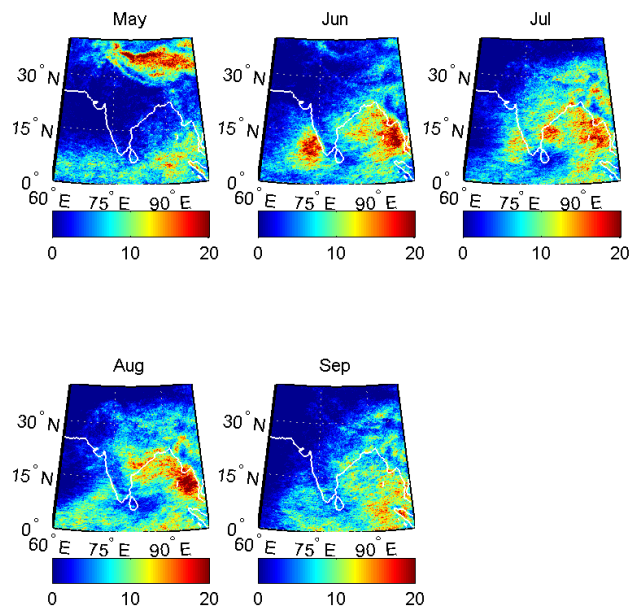 May Jun Jul
30° N 30° N 30° N
15° N 15° N 15° N
0° 0° 0°
60° E 75° E 90° E 60° E 75° E 90° E 60° E 75° E 90° E
0 10 20 0 10 20 0 10 20
Aug Sep
30° N 30° N
15° N 15° N
0° 0°
60° E 75° E 90° E 60° E 75° E 90° E
0 10 20 0 10 20